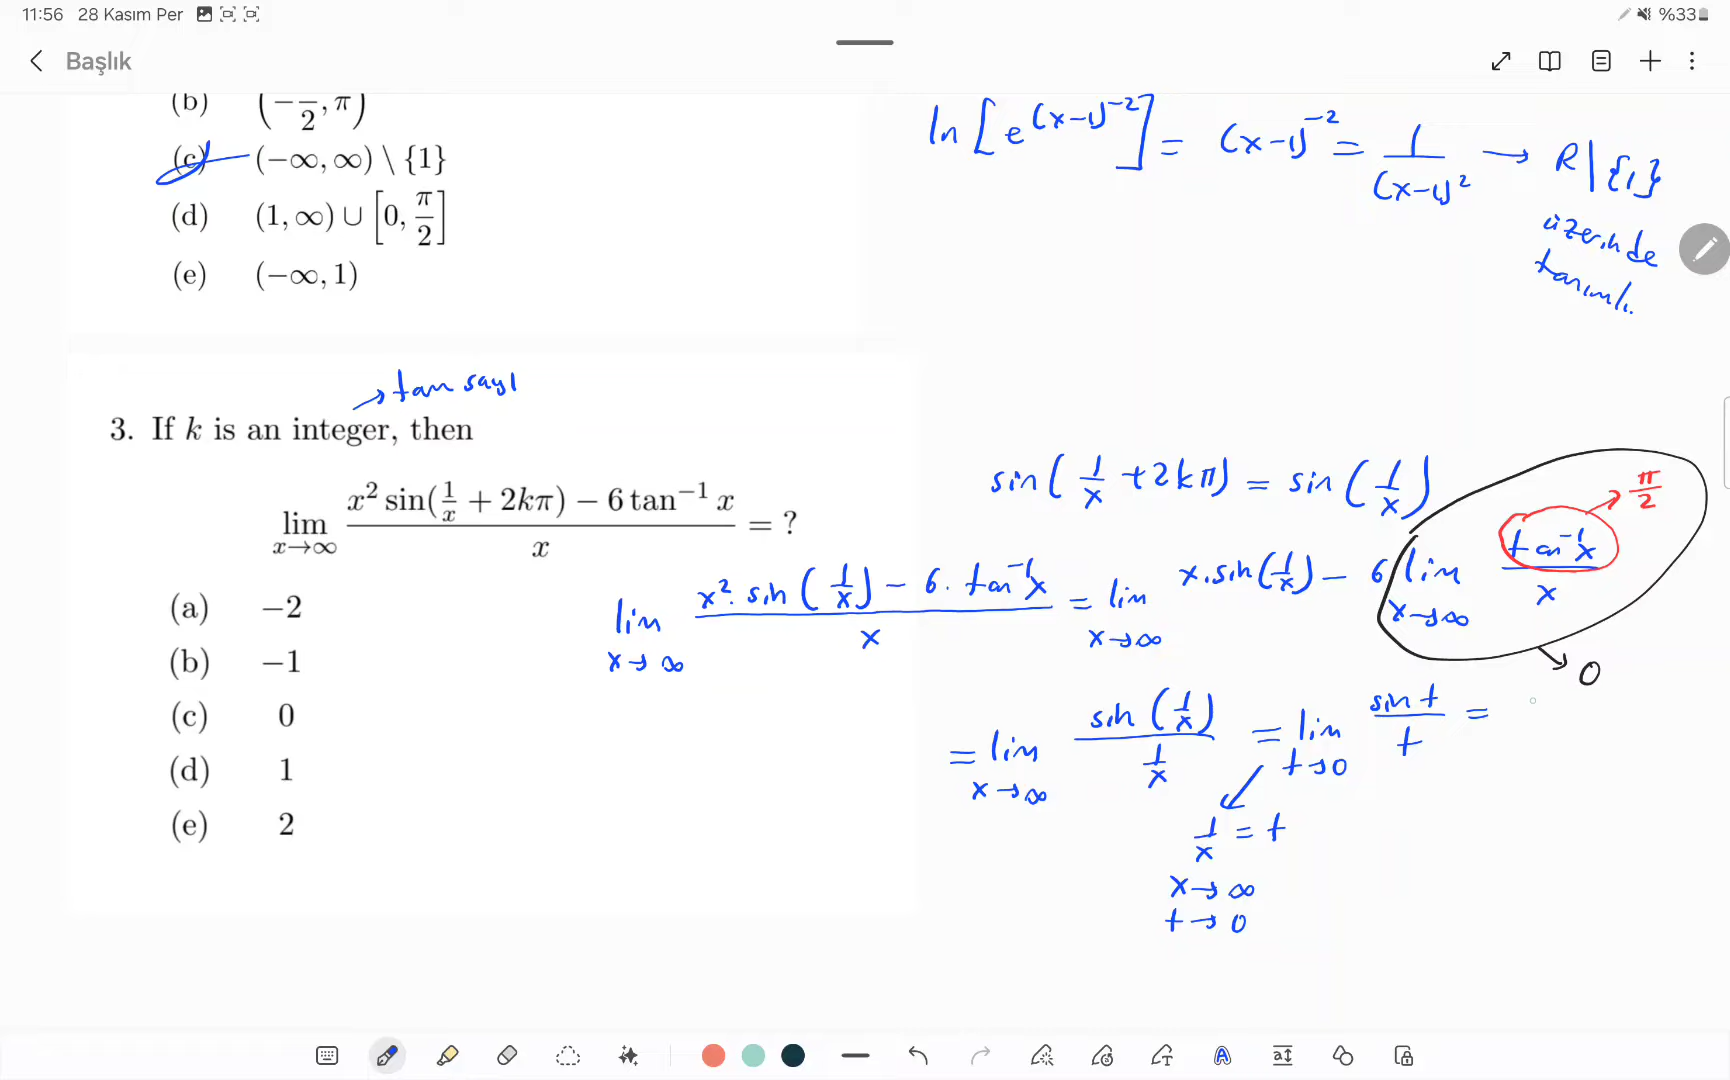 11:56 28 Kasım Per %33
Başlık
(b) (−π/2, π)
(c) (−∞, ∞) \ {1}
(d) (1, ∞) ∪ [0, π/2]
(e) (−∞, 1)
ln[e^(x-1)^-2] = (x-1)^-2 = 1/(x-1)^2 → R|{1}
üzerinde
tanımlı.
→ tam sayı
3. If k is an integer, then
lim x→∞ (x² sin(1/x + 2kπ) − 6 tan⁻¹ x)/x = ?
(a) −2
(b) −1
(c) 0
(d) 1
(e) 2
sin(1/x + 2kπ) = sin(1/x)
→ π/2
lim x→∞ (x². sin(1/x) − 6. tan⁻¹x)/x = lim x→∞ x.sin(1/x) − 6 lim x→∞ tan⁻¹x/x
→ 0
= lim x→∞ sin(1/x)/(1/x) = lim t→0 sin t/t =
1/x = t
x→∞
t→0